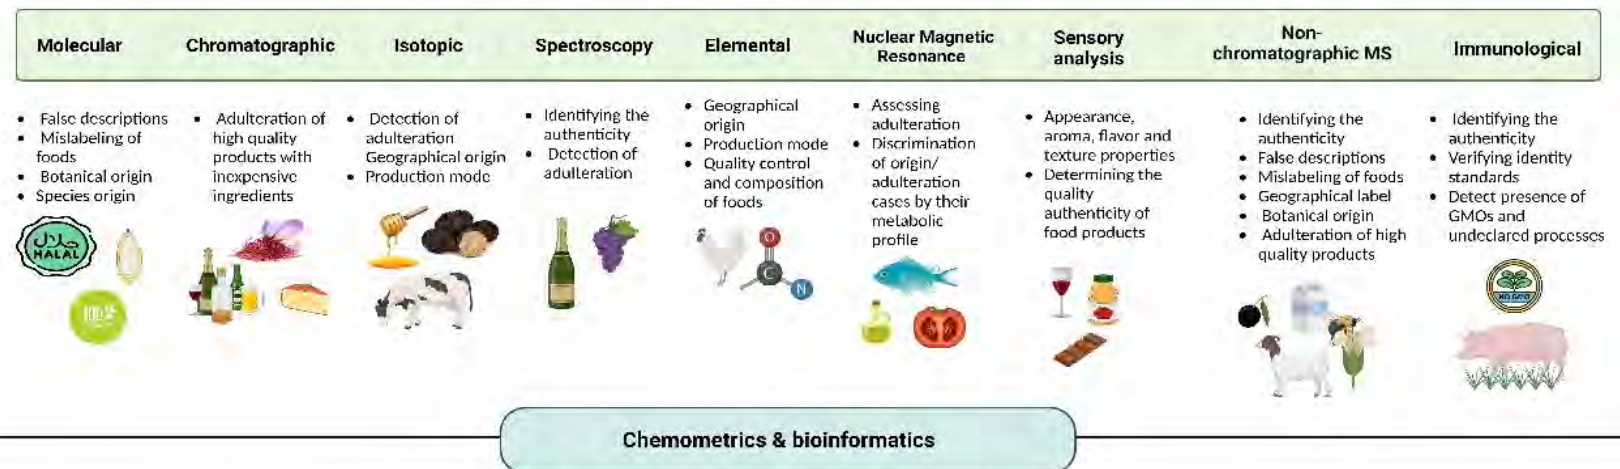 Molecular
• False descriptions
• Mislabeling of
foods
• Botanical origin
• Species origin
حلال
HALAL
100%
Chromatographic
• Adulteration of
high quality
products with
inexpensive
ingredients
Isotopic
• Detection of
adulteration
Geographical origin
• Production mode
Spectroscopy
• Identifying the
authenticity
• Detection of
adulteration
Elemental
• Geographical
origin
• Production mode
• Quality control
and composition
of foods
O
C
N
Nuclear Magnetic
Resonance
• Assessing
adulteration
• Discrimination
of origin/
adulteration
cases by their
metabolic
profile
Sensory
analysis
• Appearance,
aroma, flavor and
texture properties
• Determining the
quality
authenticity of
food products
Non-
chromatographic MS
• Identifying the
authenticity
• False descriptions
• Mislabeling of foods
• Geographical label
• Botanical origin
• Adulteration of high
quality products
Immunological
• Identifying the
authenticity
• Verifying identity
standards
• Detect presence of
GMOs and
undeclared processes
NO GMO
Chemometrics & bioinformatics